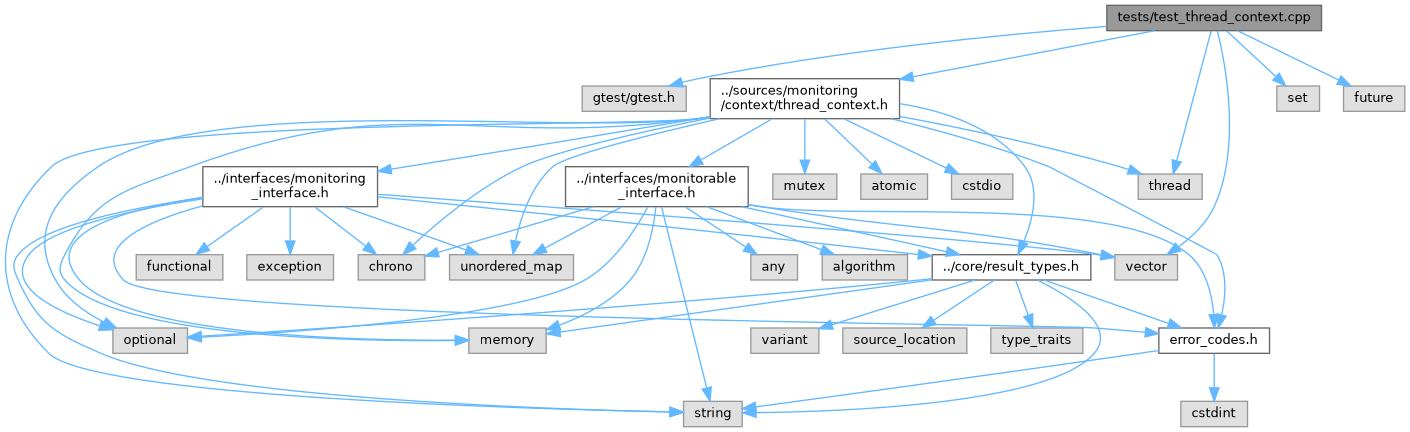 tests/test_thread_context.cpp
gtest/gtest.h
../sources/monitoring
/context/thread_context.h
set
future
../interfaces/monitoring
_interface.h
../interfaces/monitorable
_interface.h
mutex
atomic
cstdio
thread
functional
exception
chrono
unordered_map
any
algorithm
../core/result_types.h
vector
optional
memory
variant
source_location
type_traits
error_codes.h
string
cstdint